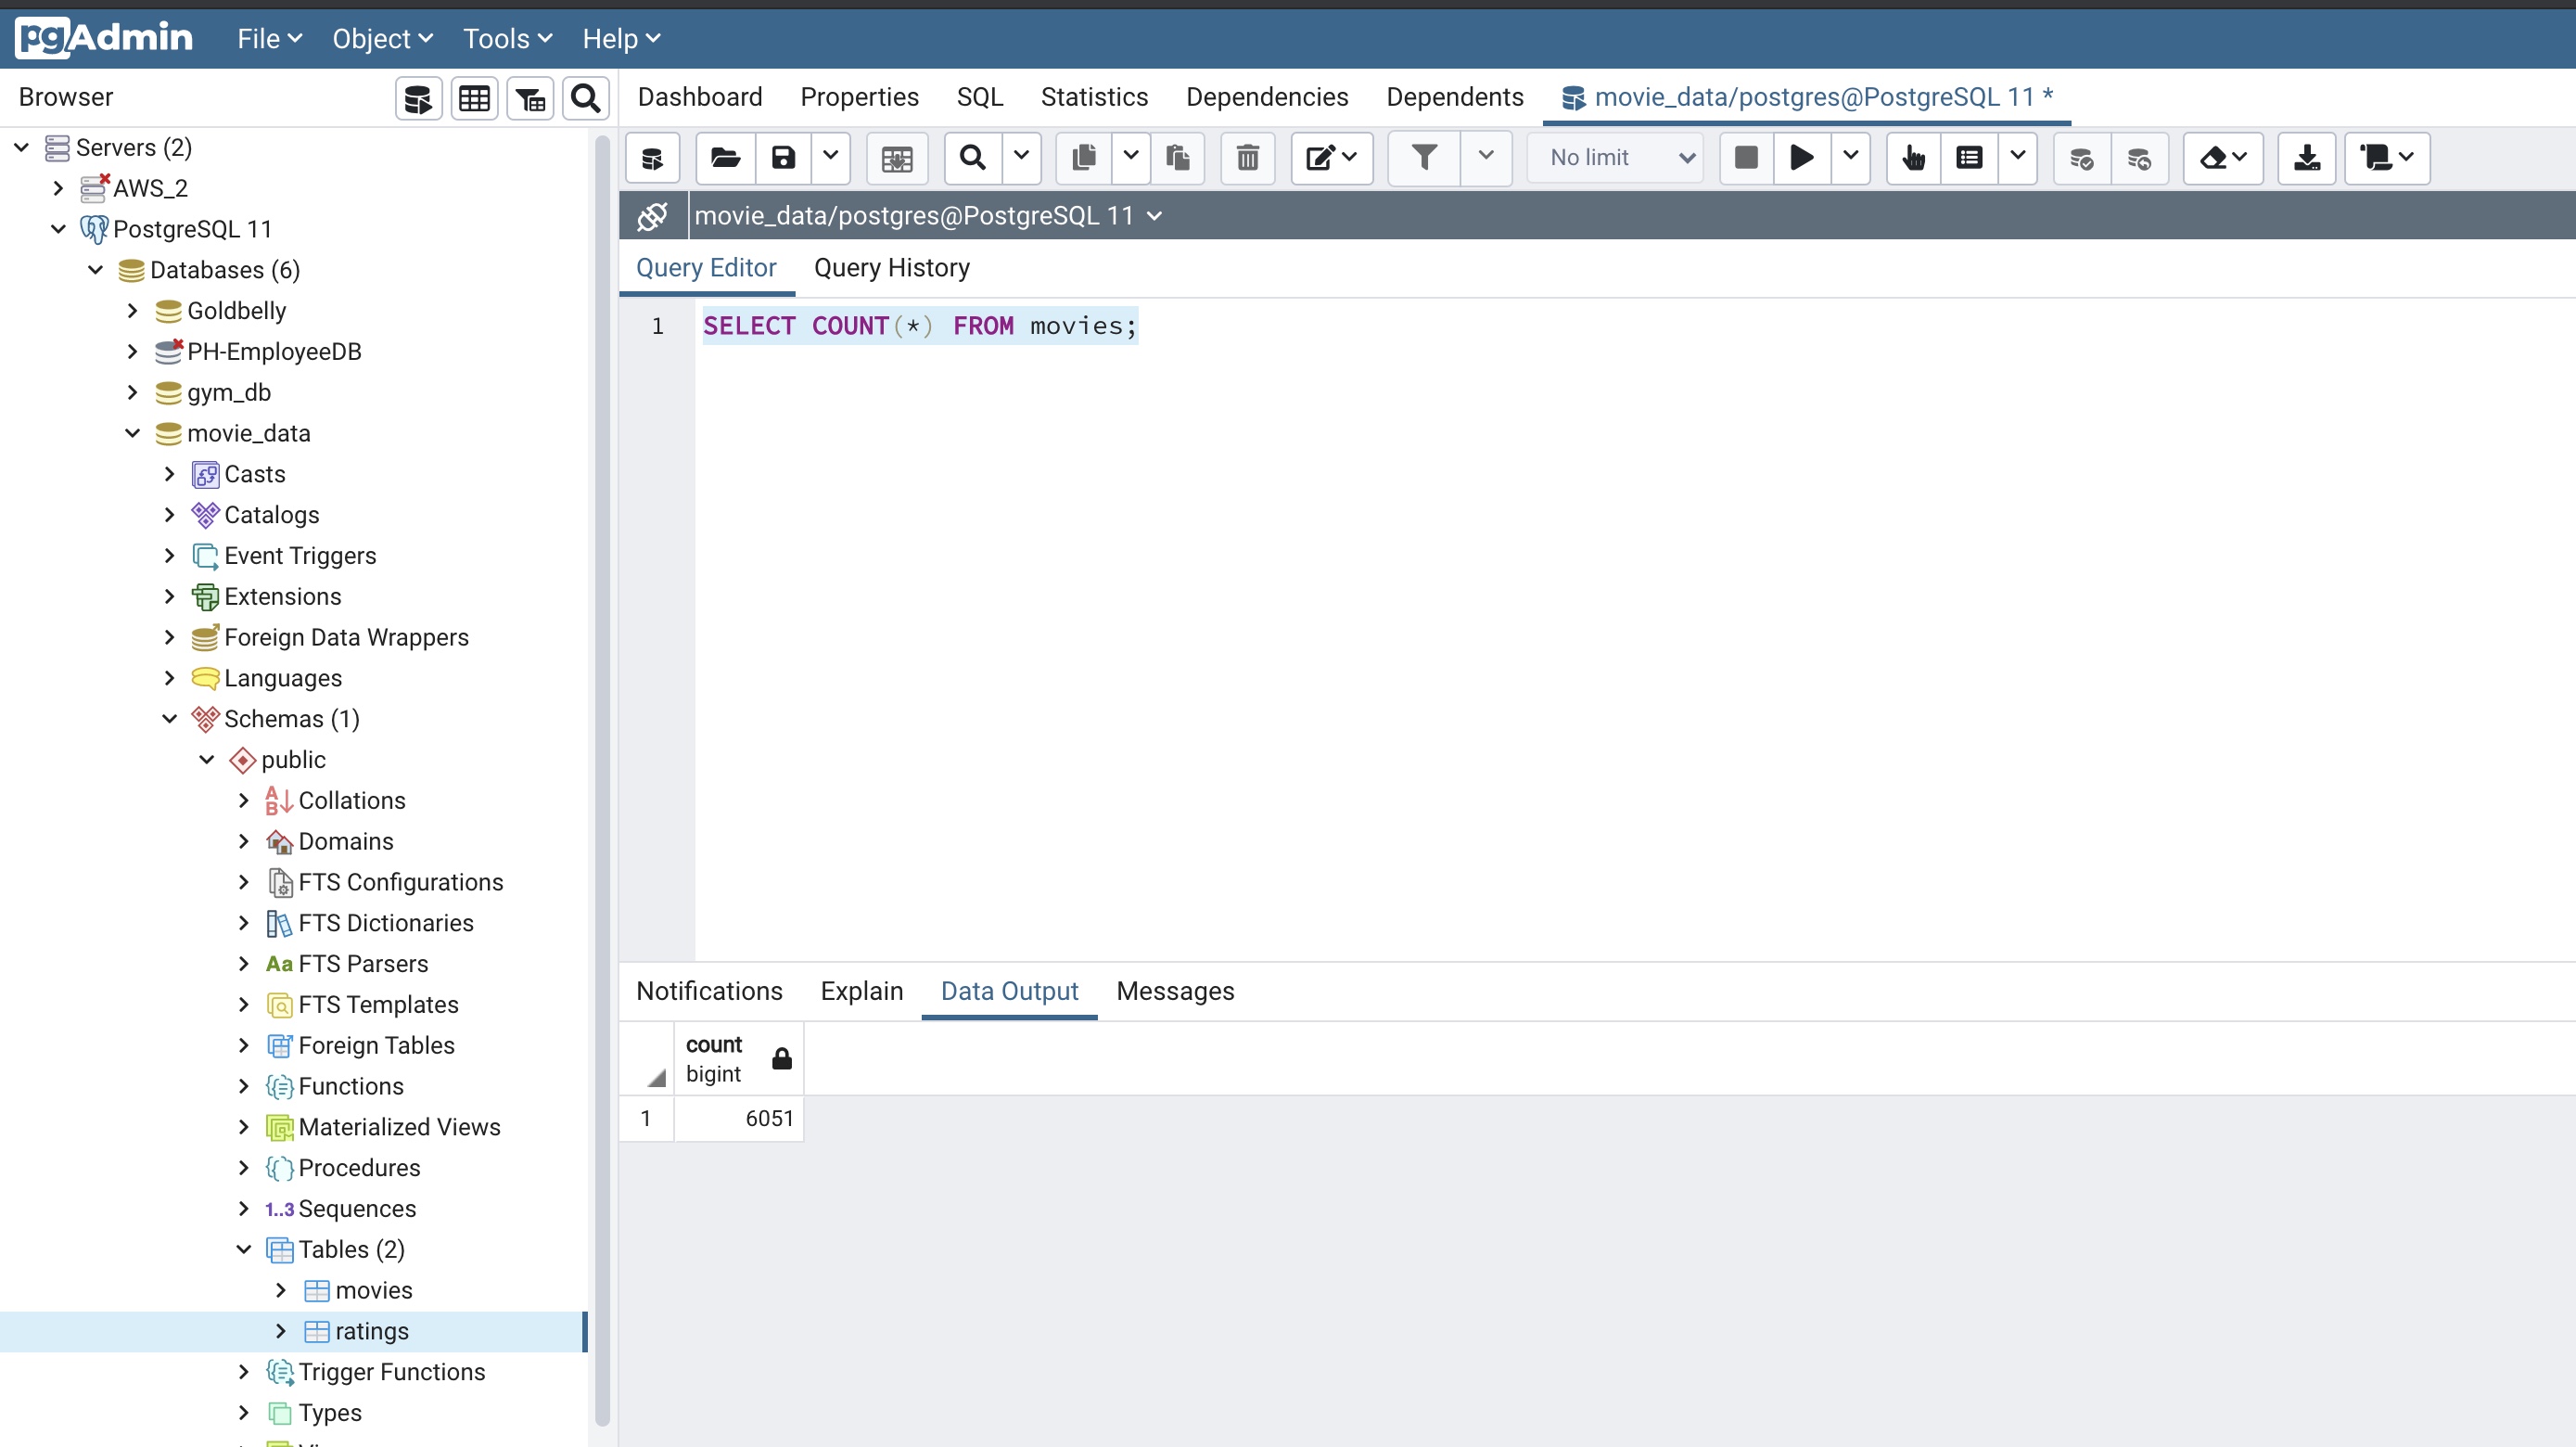 pgAdmin File Object Tools Help
Browser
Dashboard Properties SQL Statistics Dependencies Dependents movie_data/postgres@PostgreSQL 11 *
Servers (2)
AWS_2
PostgreSQL 11
Databases (6)
Goldbelly
PH-EmployeeDB
gym_db
movie_data
Casts
Catalogs
Event Triggers
Extensions
Foreign Data Wrappers
Languages
Schemas (1)
public
A B Collations
Domains
FTS Configurations
FTS Dictionaries
Aa FTS Parsers
FTS Templates
Foreign Tables
Functions
Materialized Views
Procedures
1..3 Sequences
Tables (2)
movies
ratings
Trigger Functions
Types
No limit
movie_data/postgres@PostgreSQL 11
Query Editor Query History
1 SELECT COUNT(*) FROM movies;
Notifications Explain Data Output Messages
count
bigint
1 6051